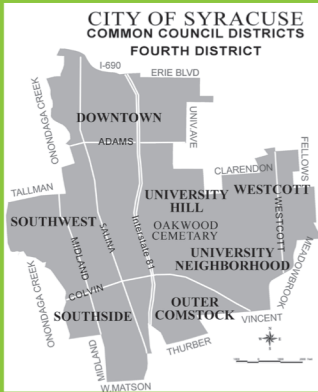 CITY OF SYRACUSE
COMMON COUNCIL DISTRICTS
FOURTH DISTRICT
I-690
ERIE BLVD
ONONDAGA CREEK
DOWNTOWN
UNIV.AVE
ADAMS
FELLOWS
CLARENDON
TALLMAN
UNIVERSITY
HILL
WESTCOTT
WESTCOTT
SOUTHWEST
SALINA
Interstate 81
OAKWOOD
CEMETARY
MIDLAND
UNIVERSITY
NEIGHBORHOOD
MEADOWBROOK
ONONDAGA CREEK
COLVIN
OUTER
COMSTOCK
SOUTHSIDE
VINCENT
THURBER
MIDLAND
W.MATSON